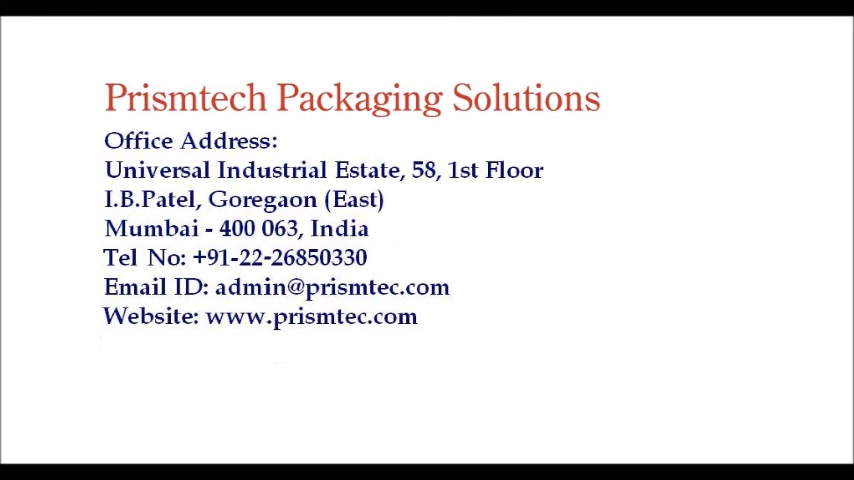 Prismtech Packaging Solutions
Office Address:
Universal Industrial Estate, 58, 1st Floor
I.B.Patel, Goregaon (East)
Mumbai - 400 063, India
Tel No: +91-22-26850330
Email ID: admin@prismtec.com
Website: www.prismtec.com